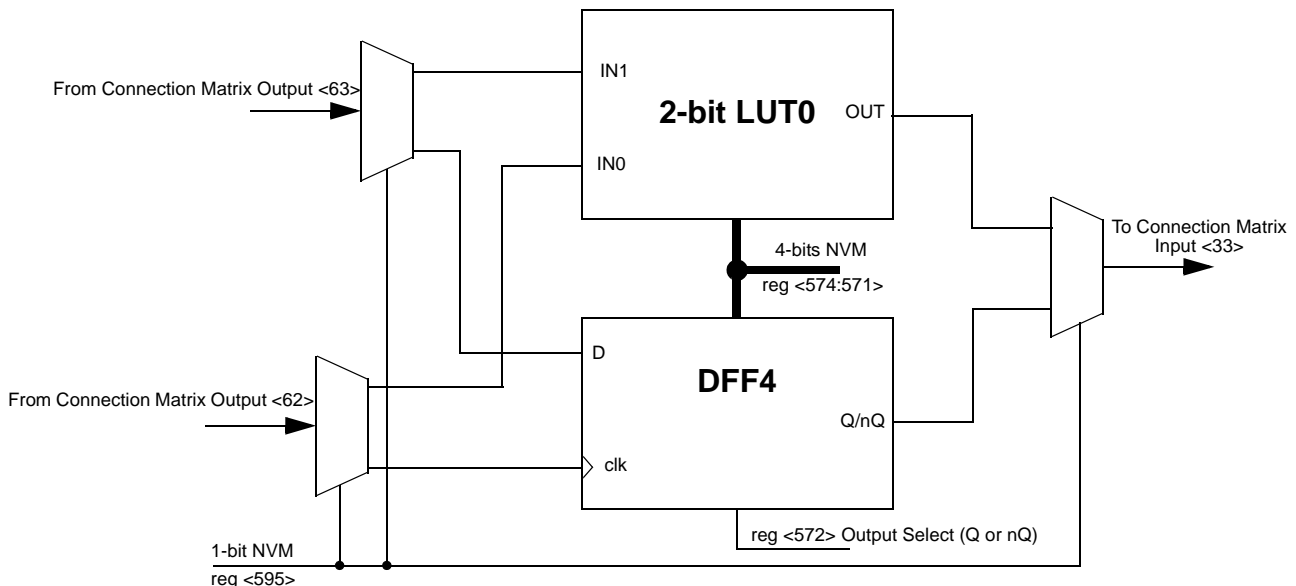 From Connection Matrix Output <63>
IN1
2-bit LUT0
OUT
IN0
To Connection Matrix
Input <33>
4-bits NVM
reg <574:571>
D
DFF4
From Connection Matrix Output <62>
Q/nQ
clk
reg <572> Output Select (Q or nQ)
1-bit NVM
reg <595>